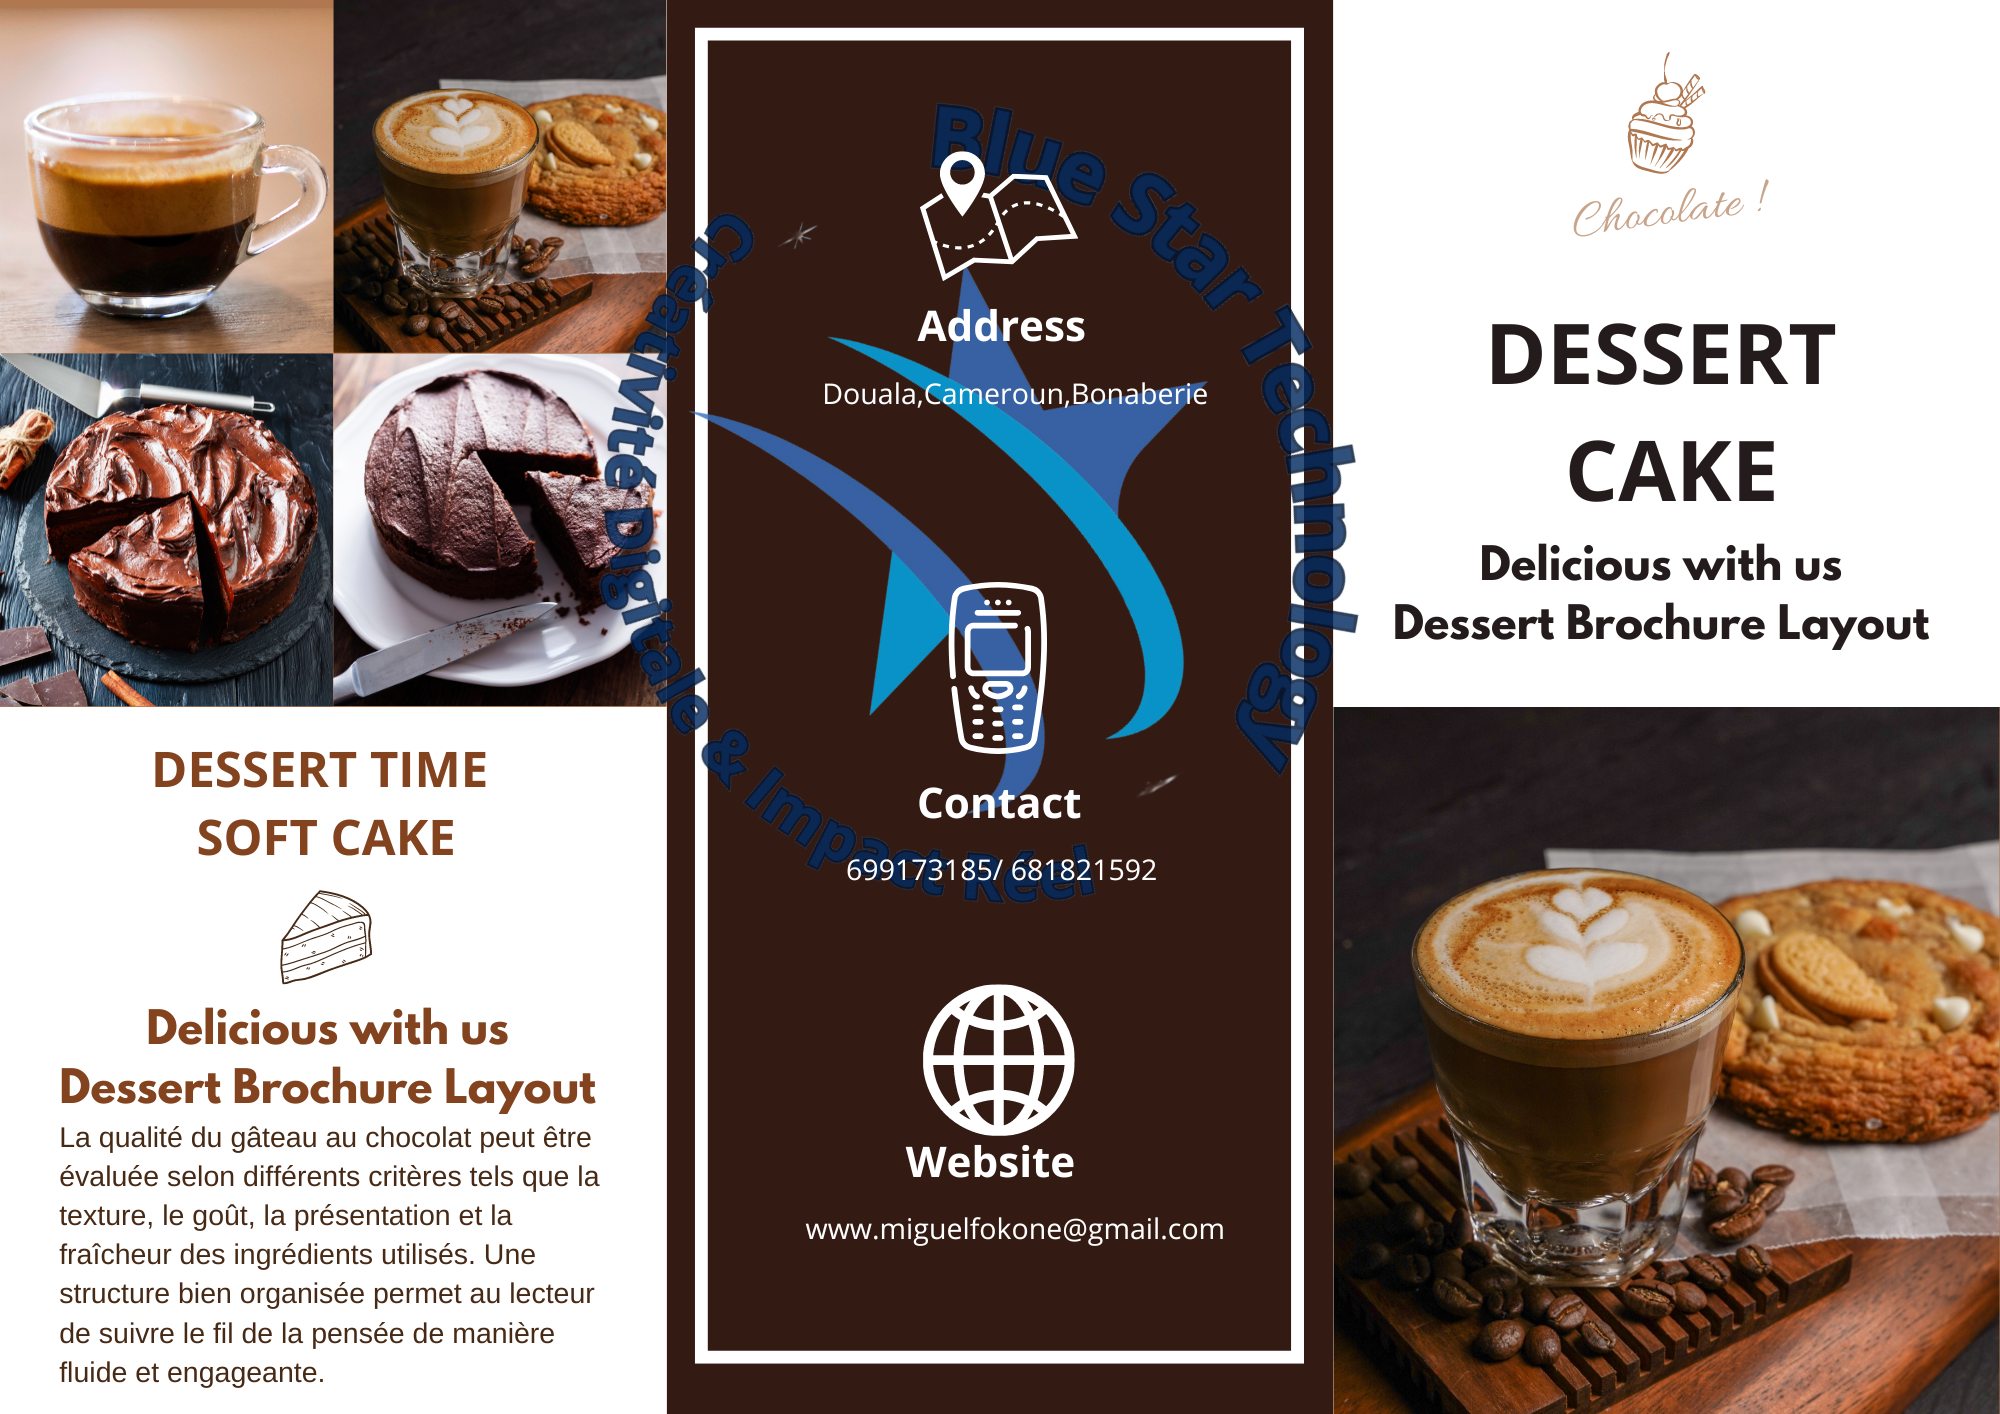 DESSERT TIME
SOFT CAKE
Delicious with us
Dessert Brochure Layout
La qualité du gâteau au chocolat peut être
évaluée selon différents critères tels que la
texture, le goût, la présentation et la
fraîcheur des ingrédients utilisés. Une
structure bien organisée permet au lecteur
de suivre le fil de la pensée de manière
fluide et engageante.
Blue Star Technology
Créativité Digitale & Impact Réel
Address
Douala,Cameroun,Bonaberie
Contact
699173185/ 681821592
Website
www.miguelfokone@gmail.com
Chocolate !
DESSERT
CAKE
Delicious with us
Dessert Brochure Layout